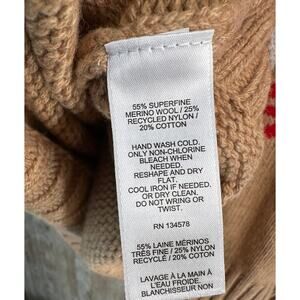 55% SUPERFINE
MERINO WOOL / 25%
RECYCLED NYLON /
20% COTTON
HAND WASH COLD,
ONLY NON-CHLORINE
BLEACH WHEN
NEEDED.
RESHAPE AND DRY
FLAT.
COOL IRON IF NEEDED.
OR DRY CLEAN.
DO NOT WRING OR
TWIST.
RN 134578
55% LAINE MÉRINOS
TRÈS FINE / 25% NYLON
RECYCLÉ / 20% COTON
LAVAGE À LA MAIN À
L'EAU FROIDE.
BLANCHISSEUR NON